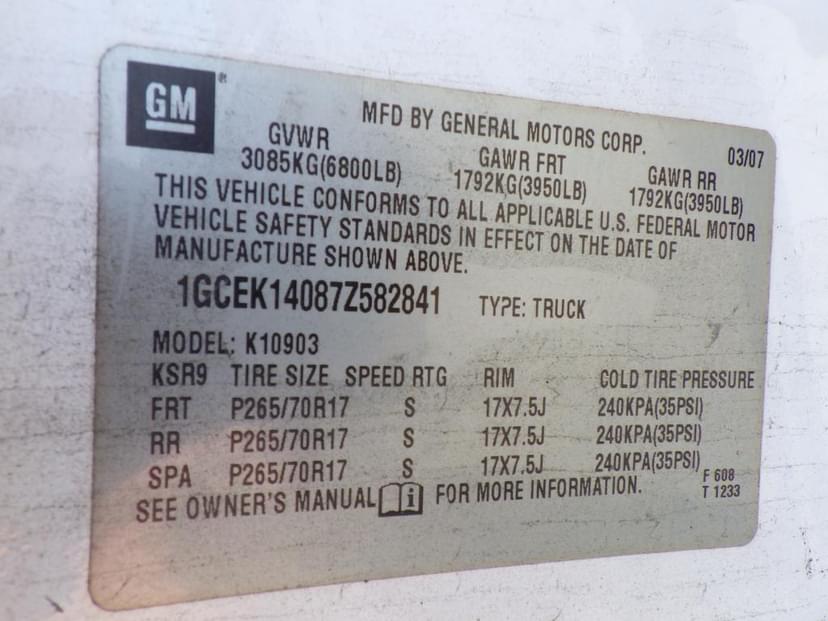 GM®
MFD BY GENERAL MOTORS CORP. 03/07
GVWR GAWR FRT GAWR RR
3085KG(6800LB) 1792KG(3950LB) 1792KG(3950LB)
THIS VEHICLE CONFORMS TO ALL APPLICABLE U.S. FEDERAL MOTOR
VEHICLE SAFETY STANDARDS IN EFFECT ON THE DATE OF
MANUFACTURE SHOWN ABOVE.
1GCEK14087Z582841 TYPE: TRUCK
MODEL: K10903
KSR9 TIRE SIZE SPEED RTG RIM COLD TIRE PRESSURE
FRT P265/70R17 S 17X7.5J 240KPA(35PSI)
RR P265/70R17 S 17X7.5J 240KPA(35PSI)
SPA P265/70R17 S 17X7.5J 240KPA(35PSI)
SEE OWNER'S MANUAL i FOR MORE INFORMATION.
F 608
T 1233